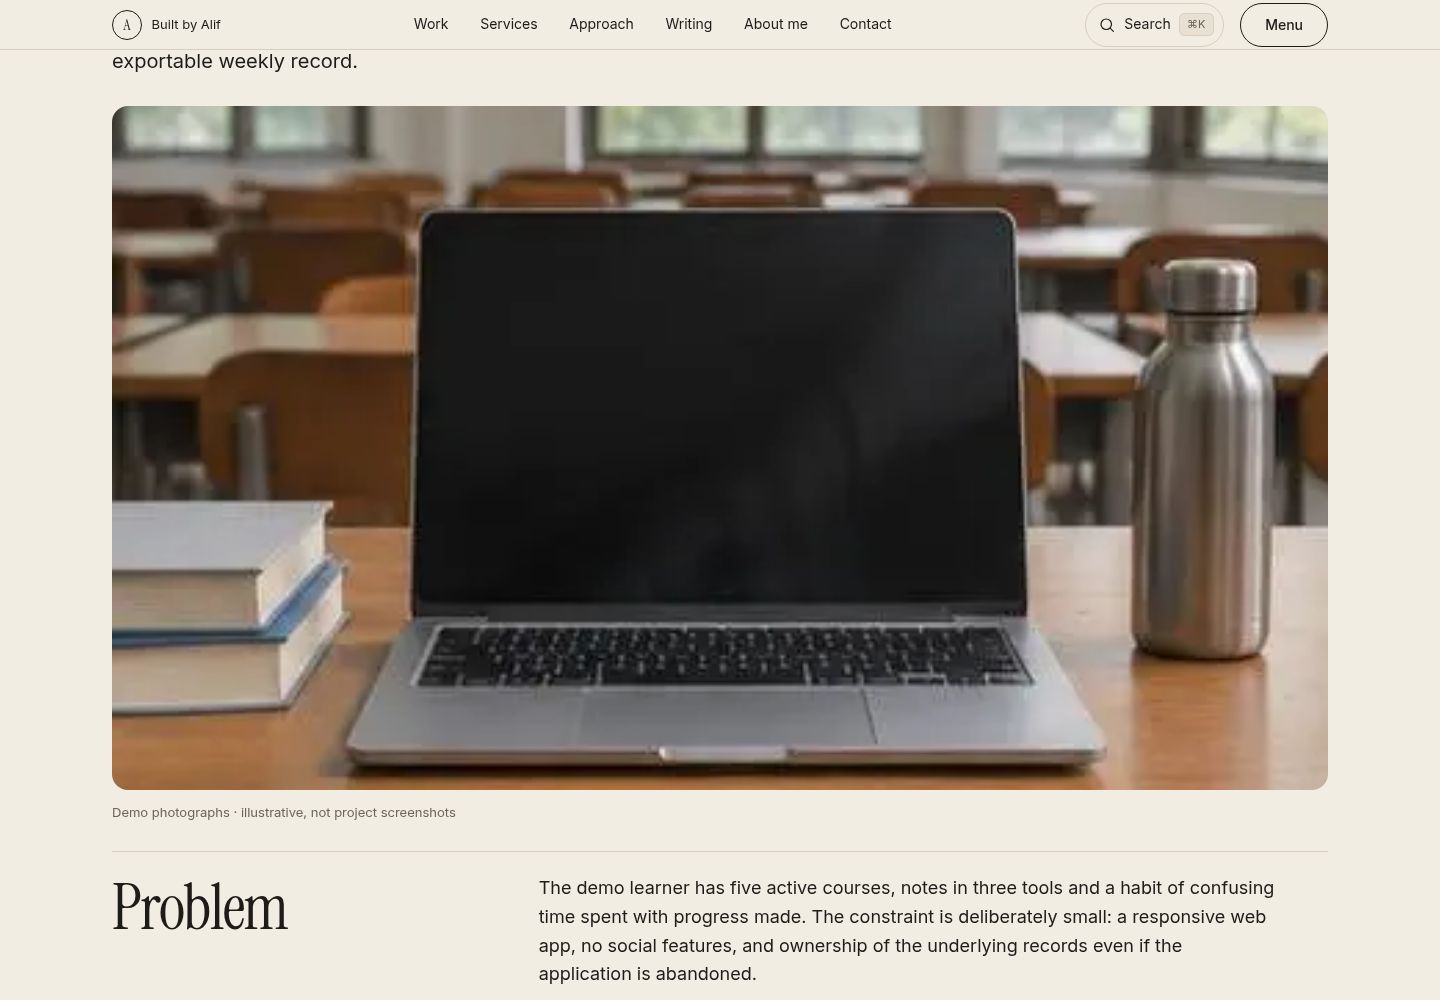 A
Built by Alif
Work
Services
Approach
Writing
About me
Contact
Search
⌘K
Menu
exportable weekly record.
Demo photographs · illustrative, not project screenshots
Problem
The demo learner has five active courses, notes in three tools and a habit of confusing
time spent with progress made. The constraint is deliberately small: a responsive web
app, no social features, and ownership of the underlying records even if the
application is abandoned.